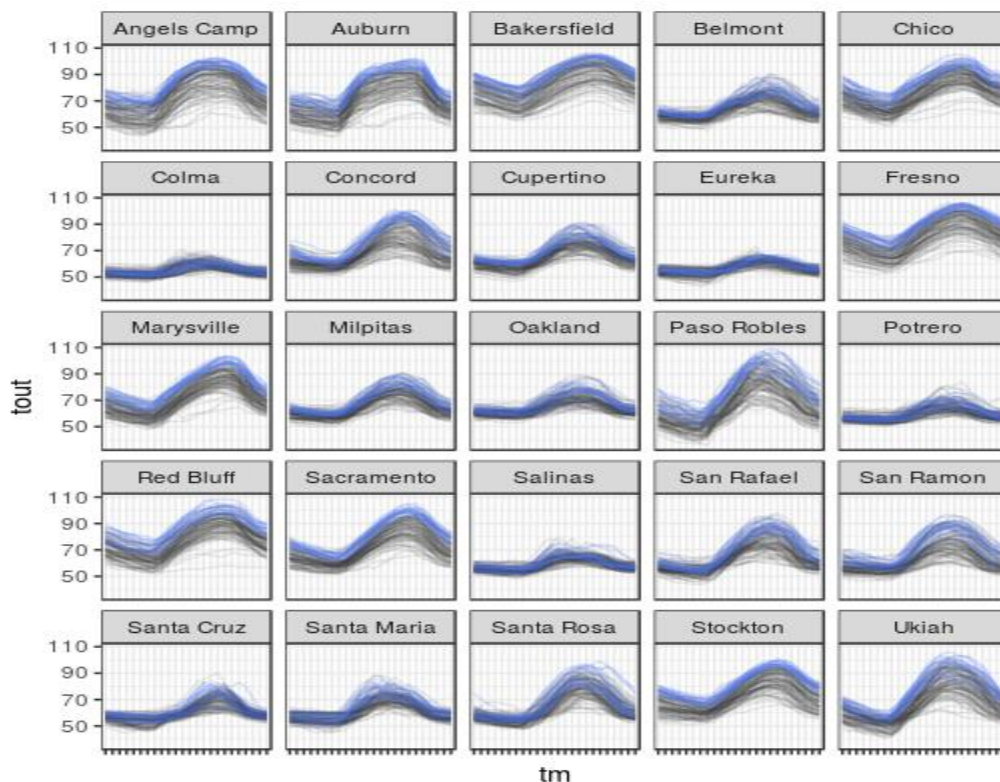 Angels Camp Auburn Bakersfield Belmont Chico
110
90
70
50
Colma Concord Cupertino Eureka Fresno
110
90
70
50
Marysville Milpitas Oakland Paso Robles Potrero
110
90
70
50
tout
Red Bluff Sacramento Salinas San Rafael San Ramon
110
90
70
50
Santa Cruz Santa Maria Santa Rosa Stockton Ukiah
110
90
70
50
tm